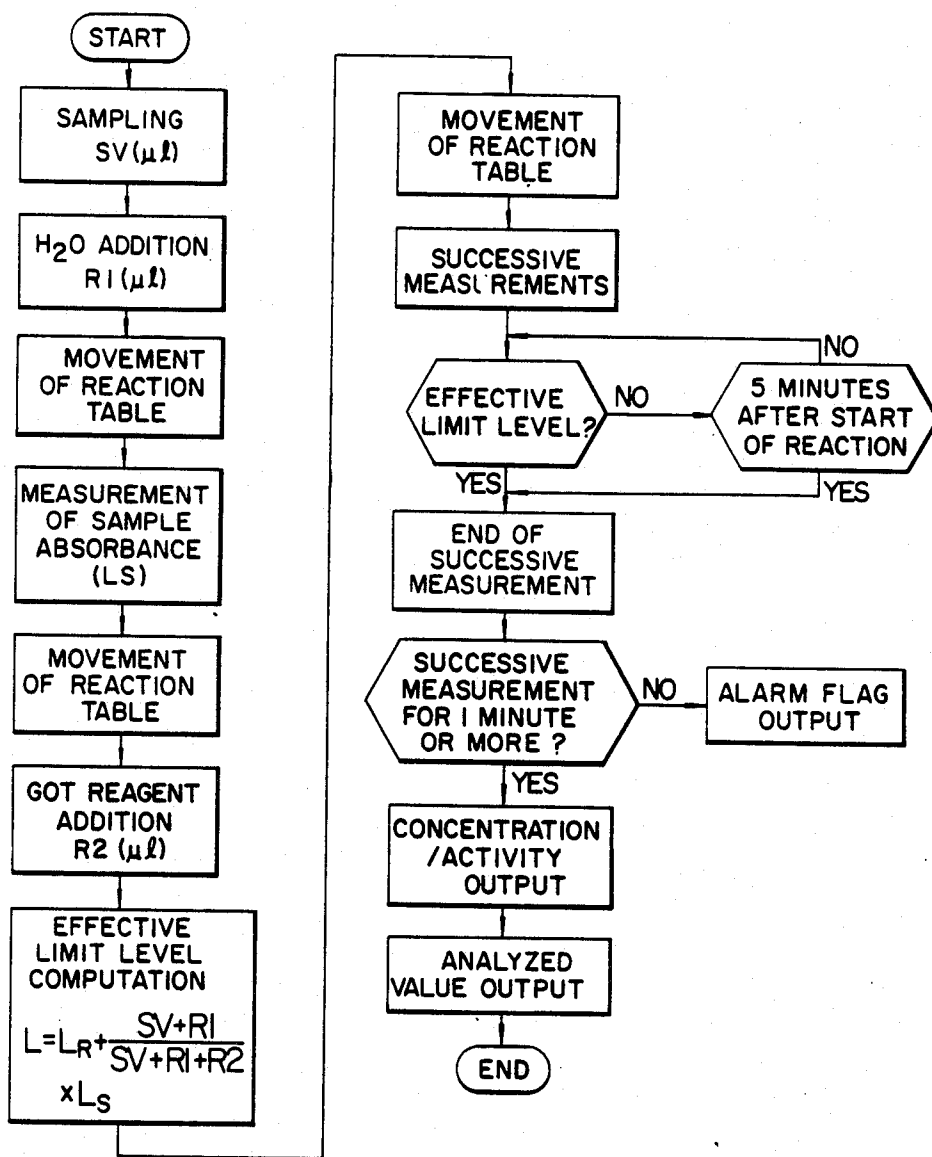 START
SAMPLING
SV (µℓ)
H2O ADDITION
R1 (µℓ)
MOVEMENT
OF REACTION
TABLE
MEASUREMENT
OF SAMPLE
ABSORBANCE
(LS)
MOVEMENT
OF REACTION
TABLE
GOT REAGENT
ADDITION
R2 (µℓ)
EFFECTIVE
LIMIT LEVEL
COMPUTATION
L=LR+ SV+R1 / SV+R1+R2
xLS
MOVEMENT
OF REACTION
TABLE
SUCCESSIVE
MEASUREMENTS
EFFECTIVE
LIMIT LEVEL?
NO
5 MINUTES
AFTER START
OF REACTION
NO
YES
YES
END OF
SUCCESSIVE
MEASUREMENT
SUCCESSIVE
MEASUREMENT
FOR 1 MINUTE
OR MORE ?
NO
ALARM FLAG
OUTPUT
YES
CONCENTRATION
/ACTIVITY
OUTPUT
ANALYZED
VALUE OUTPUT
END